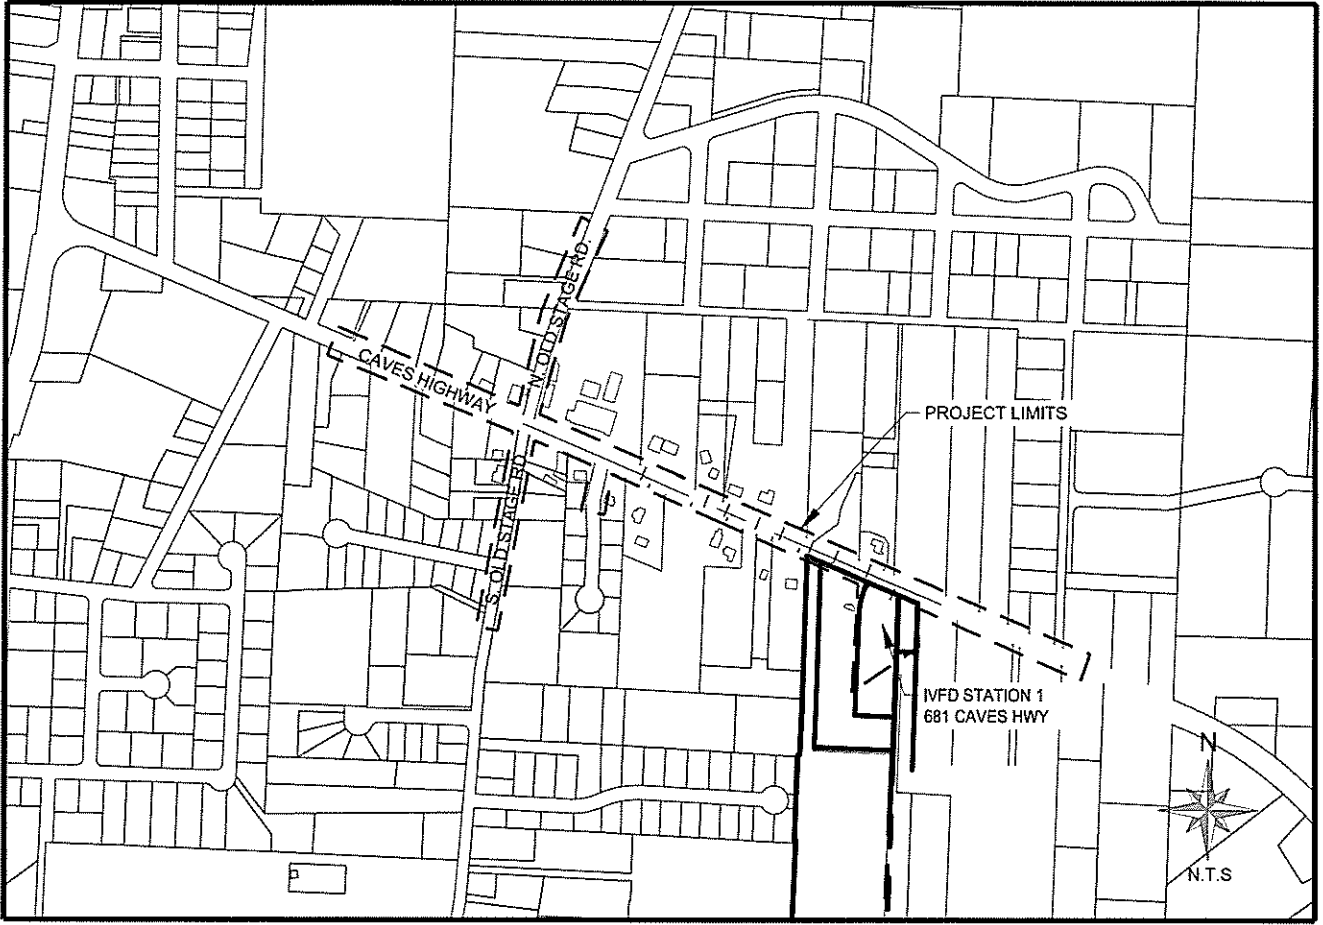 N. OLD STAGE RD.
CAVES HIGHWAY
PROJECT LIMITS
S. OLD STAGE RD
IVFD STATION 1
681 CAVES HWY
N
N.T.S